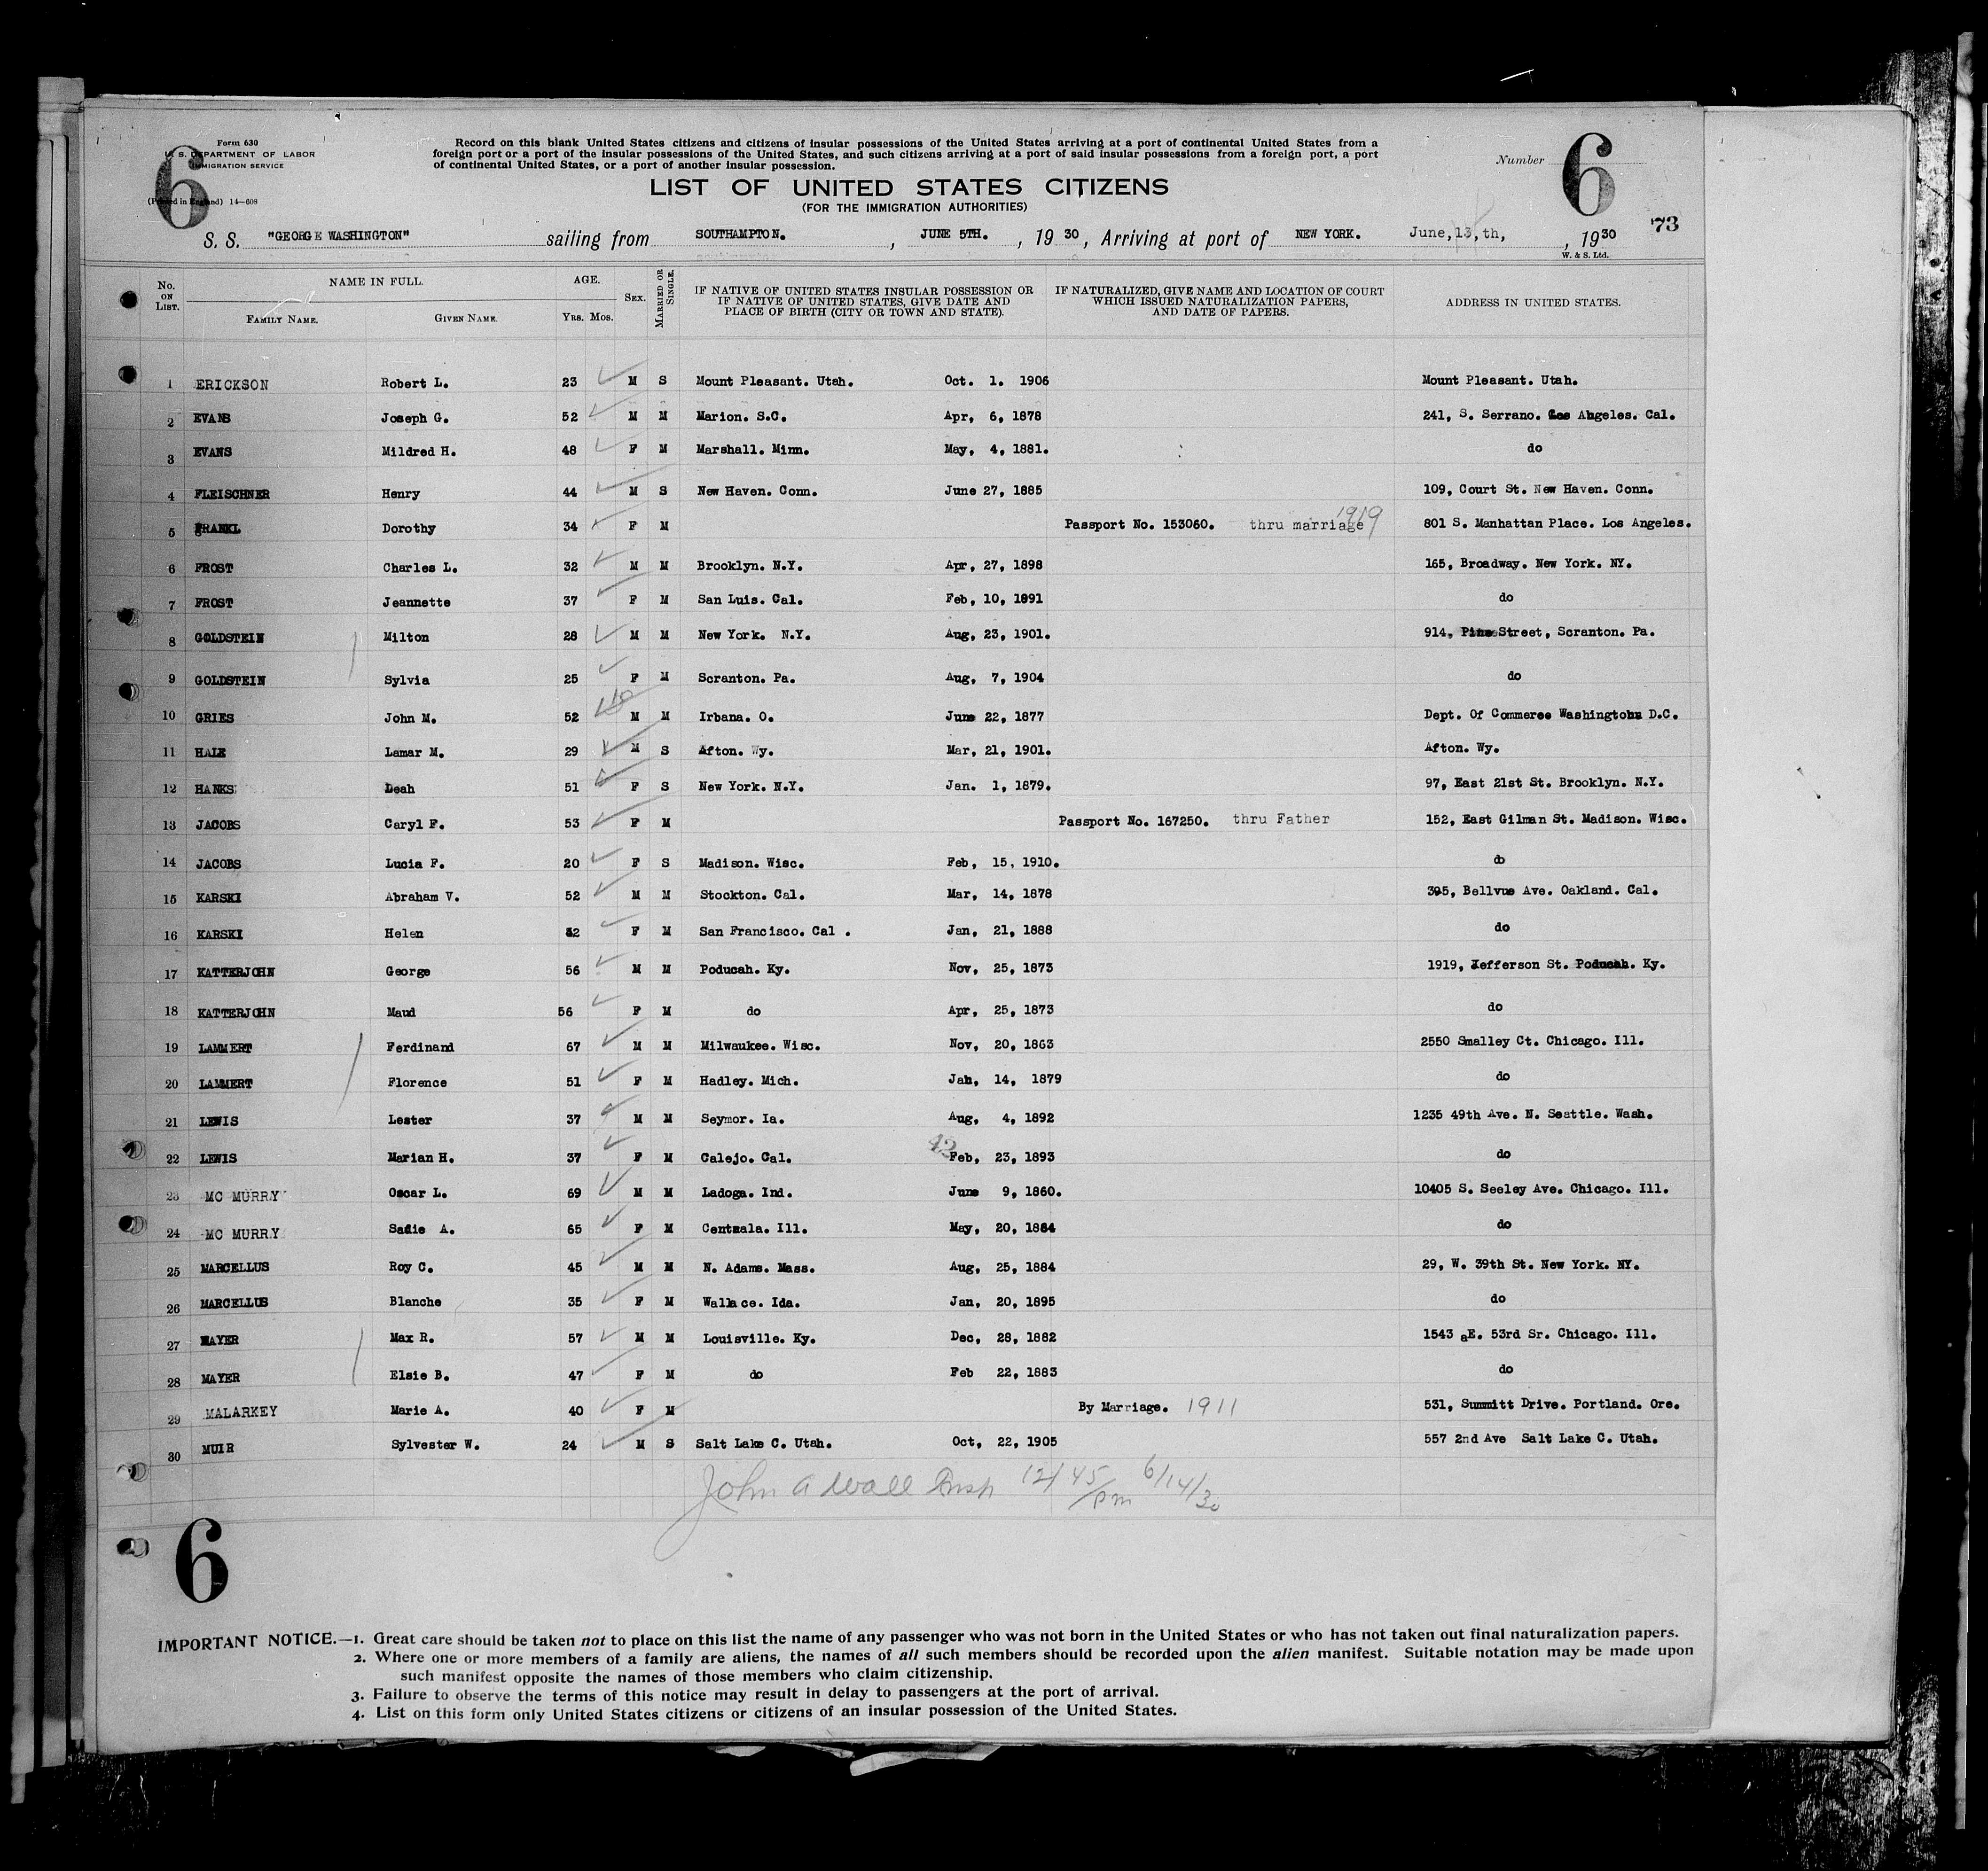 6
Form 630
U. S. DEPARTMENT OF LABOR
IMMIGRATION SERVICE
(Printed in England) 14—608
Record on this blank United States citizens and citizens of insular possessions of the United States arriving at a port of continental United States from a
foreign port or a port of the insular possessions of the United States, and such citizens arriving at a port of said insular possessions from a foreign port, a port
of continental United States, or a port of another insular possession.
Number 6
LIST OF UNITED STATES CITIZENS
(FOR THE IMMIGRATION AUTHORITIES)
73
S. S. "GEORGE WASHINGTON" sailing from SOUTHAMPTON. , JUNE 5TH. , 19 30 , Arriving at port of NEW YORK. June, 13, th, , 19 30
W. & S. Ltd.
No. ON LIST. NAME IN FULL. FAMILY NAME. GIVEN NAME. AGE. YRS. MOS. SEX. MARRIED OR SINGLE. IF NATIVE OF UNITED STATES INSULAR POSSESSION OR IF NATIVE OF UNITED STATES, GIVE DATE AND PLACE OF BIRTH (CITY OR TOWN AND STATE). IF NATURALIZED, GIVE NAME AND LOCATION OF COURT WHICH ISSUED NATURALIZATION PAPERS, AND DATE OF PAPERS. ADDRESS IN UNITED STATES.
1 ERICKSON Robert L. 23 M S Mount Pleasant. Utah. Oct. 1. 1906 Mount Pleasant. Utah.
2 EVANS Joseph G. 52 M M Marion. S.C. Apr, 6, 1878 241, S. Serrano. Los Angeles. Cal.
3 EVANS Mildred H. 48 F M Marshall. Minn. May, 4, 1881. do
4 FLEISCHNER Henry 44 M S New Haven. Conn. June 27, 1885 109, Court St. New Haven. Conn.
5 FRANKL Dorothy 34 F M Passport No. 153060. thru marriage 1919 801 S. Manhattan Place. Los Angeles.
6 FROST Charles L. 32 M M Brooklyn. N.Y. Apr, 27, 1898 165, Broadway. New York. NY.
7 FROST Jeannette 37 F M San Luis. Cal. Feb, 10, 1891 do
8 GOLDSTEIN Milton 28 M M New York. N.Y. Aug, 23, 1901. 914, Pine Street, Scranton. Pa.
9 GOLDSTEIN Sylvia 25 F M Scranton. Pa. Aug, 7, 1904 do
10 GRIES John M. 52 M M Irbana. O. June 22, 1877 Dept. Of Commerce Washington D.C.
11 HALE Lamar M. 29 M S Afton. Wy. Mar, 21, 1901. Afton. Wy.
12 HANKS Leah 51 F S New York. N.Y. Jan. 1, 1879. 97, East 21st St. Brooklyn. N.Y.
13 JACOBS Caryl F. 53 F M Passport No. 167250. thru Father 152, East Gilman St. Madison. Wisc.
14 JACOBS Lucia F. 20 F S Madison. Wisc. Feb, 15, 1910. do
15 KARSKI Abraham V. 52 M M Stockton. Cal. Mar, 14, 1878 395, Bellvue Ave. Oakland. Cal.
16 KARSKI Helen 42 F M San Francisco. Cal . Jan, 21, 1888 do
17 KATTERJOHN George 56 M M Poducah. Ky. Nov, 25, 1873 1919, Jefferson St. Poducah. Ky.
18 KATTERJOHN Maud 56 F M do Apr, 25, 1873 do
19 LAMMERT Ferdinand 67 M M Milwaukee. Wisc. Nov, 20, 1863 2550 Smalley Ct. Chicago. Ill.
20 LAMMERT Florence 51 F M Hadley. Mich. Jan, 14, 1879 do
21 LEWIS Lester 37 M M Seymor. Ia. Aug, 4, 1892 1235 49th Ave. N. Seattle. Wash.
22 LEWIS Marian H. 37 F M Calejo. Cal. Feb, 23, 1893 do
23 MC MURRY Oscar L. 69 M M Ladoga. Ind. June 9, 1860. 10405 S. Seeley Ave. Chicago. Ill.
24 MC MURRY Sadie A. 65 F M Centrala. Ill. May, 20, 1864 do
25 MARCELLUS Roy C. 45 M M N. Adams. Mass. Aug, 25, 1884 29, W. 39th St. New York. NY.
26 MARCELLUS Blanche 35 F M Wallace. Ida. Jan, 20, 1895 do
27 MAYER Max R. 57 M M Louisville. Ky. Dec, 28, 1882 1543 E. 53rd Sr. Chicago. Ill.
28 MAYER Elsie B. 47 F M do Feb 22, 1883 do
29 MALARKEY Marie A. 40 F M By Marriage. 1911 531, Summitt Drive. Portland. Ore.
30 MUIR Sylvester W. 24 M S Salt Lake C. Utah. Oct, 22, 1905 557 2nd Ave Salt Lake C. Utah.
John A Wall Insp 12/45/pm 6/14/30
6
IMPORTANT NOTICE.—1. Great care should be taken not to place on this list the name of any passenger who was not born in the United States or who has not taken out final naturalization papers.
2. Where one or more members of a family are aliens, the names of all such members should be recorded upon the alien manifest. Suitable notation may be made upon
such manifest opposite the names of those members who claim citizenship.
3. Failure to observe the terms of this notice may result in delay to passengers at the port of arrival.
4. List on this form only United States citizens or citizens of an insular possession of the United States.